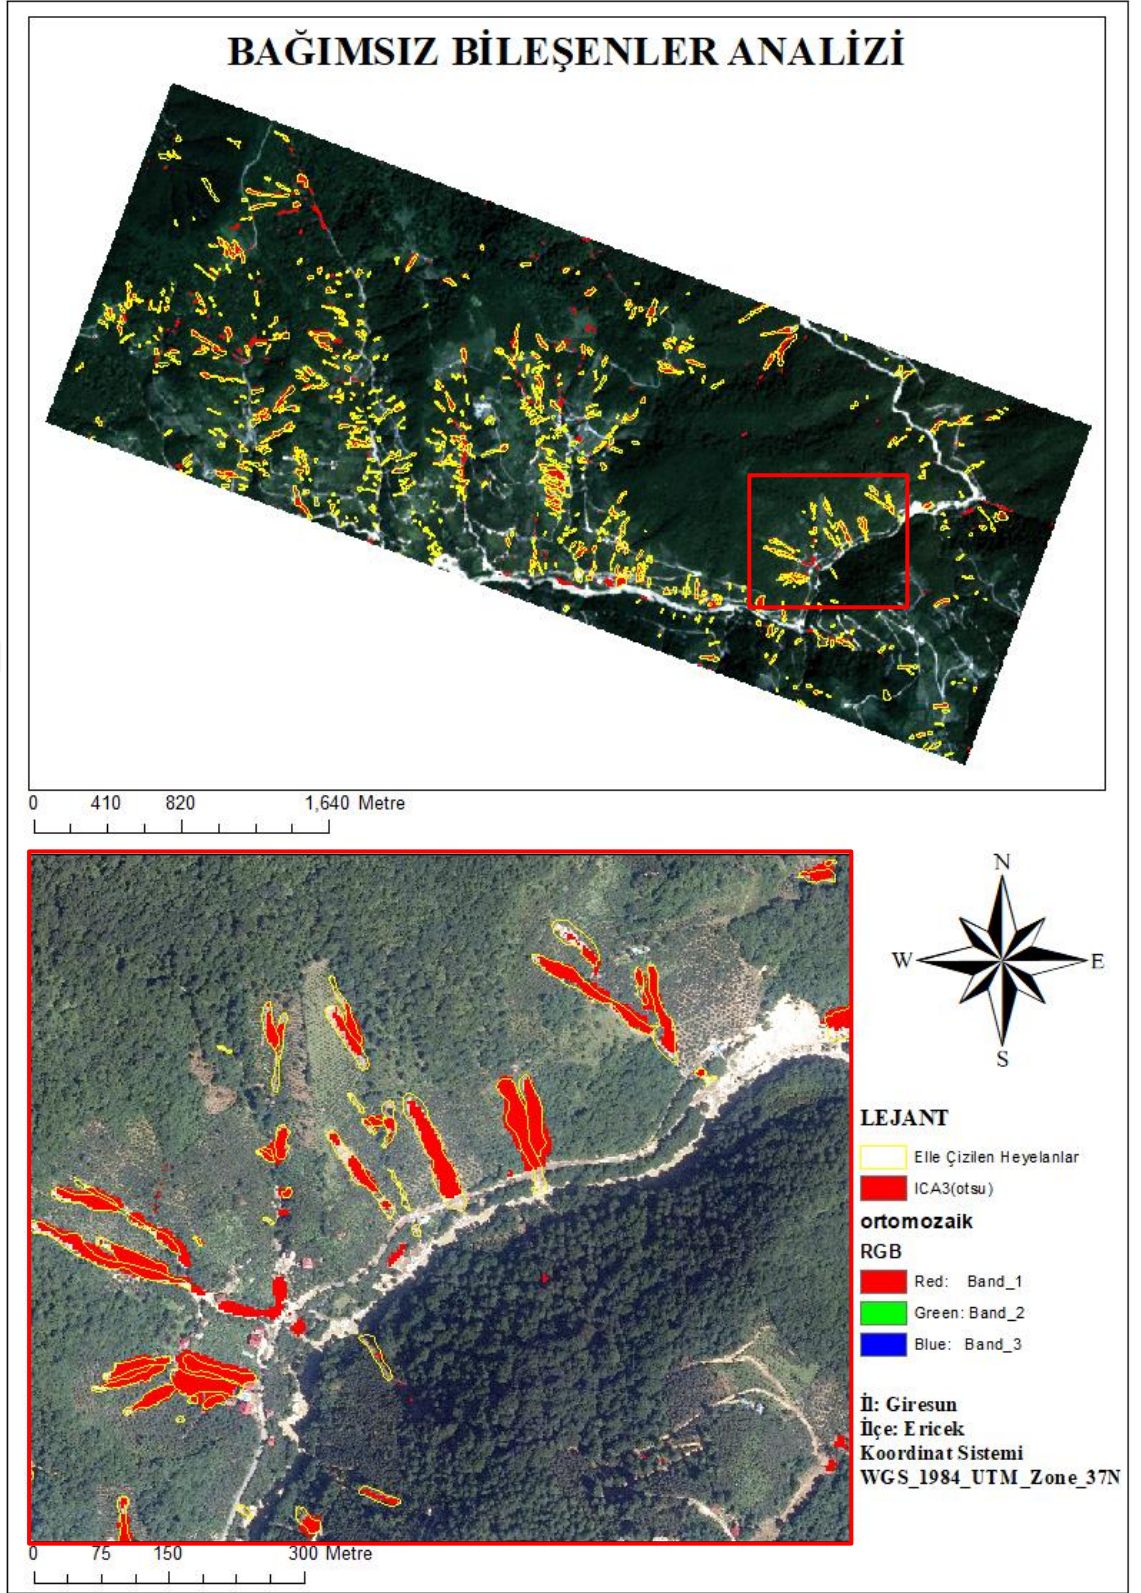 BAĞIMSIZ BİLEŞENLER ANALİZİ
0 410 820 1,640 Metre
N
W E
S
LEJANT
Elle Çizilen Heyelanlar
ICA3(otsu)
ortomozaik
RGB
Red: Band_1
Green: Band_2
Blue: Band_3
İl: Giresun
İlçe: Ericek
Koordinat Sistemi
WGS_1984_UTM_Zone_37N
0 75 150 300 Metre